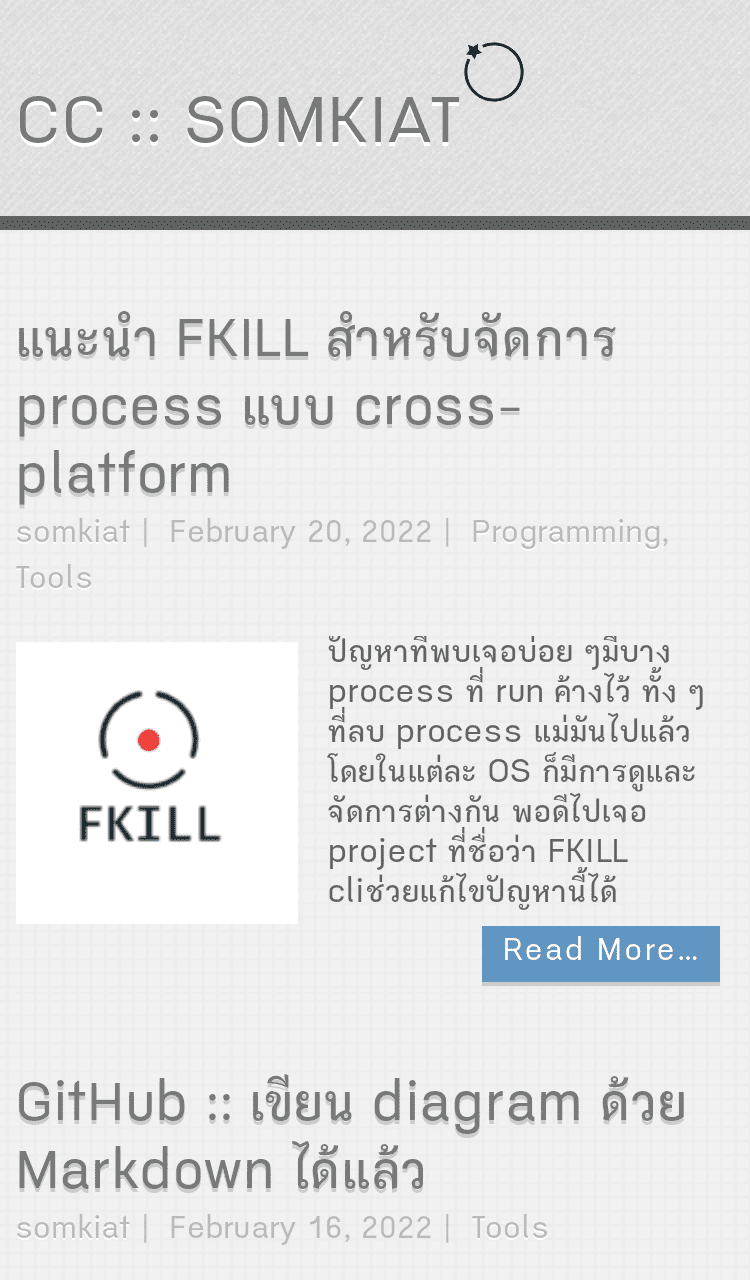 CC :: SOMKIAT
แนะนำ FKILL สำหรับจัดการ
process แบบ cross-
platform
somkiat | February 20, 2022 | Programming,
Tools
FKILL
ปัญหาที่พบเจอบ่อย ๆมีบาง
process ที่ run ค้างไว้ ทั้ง ๆ
ที่ลบ process แม่มันไปแล้ว
โดยในแต่ละ OS ก็มีการดูและ
จัดการต่างกัน พอดีไปเจอ
project ที่ชื่อว่า FKILL
cliช่วยแก้ไขปัญหานี้ได้
Read More…
GitHub :: เขียน diagram ด้วย
Markdown ได้แล้ว
somkiat | February 16, 2022 | Tools